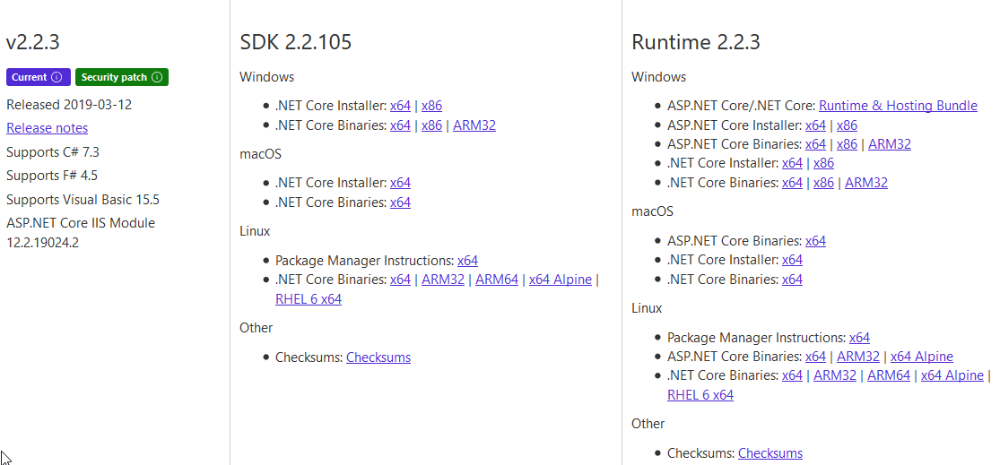 v2.2.3
Current
Security patch
Released 2019-03-12
Release notes
Supports C# 7.3
Supports F# 4.5
Supports Visual Basic 15.5
ASP.NET Core IIS Module
12.2.19024.2
SDK 2.2.105
Windows
.NET Core Installer: x64 | x86
.NET Core Binaries: x64 | x86 | ARM32
macOS
.NET Core Installer: x64
.NET Core Binaries: x64
Linux
Package Manager Instructions: x64
.NET Core Binaries: x64 | ARM32 | ARM64 | x64 Alpine |
RHEL 6 x64
Other
Checksums: Checksums
Runtime 2.2.3
Windows
ASP.NET Core/.NET Core: Runtime & Hosting Bundle
ASP.NET Core Installer: x64 | x86
ASP.NET Core Binaries: x64 | x86 | ARM32
.NET Core Installer: x64 | x86
.NET Core Binaries: x64 | x86 | ARM32
macOS
ASP.NET Core Binaries: x64
.NET Core Installer: x64
.NET Core Binaries: x64
Linux
Package Manager Instructions: x64
ASP.NET Core Binaries: x64 | ARM32 | x64 Alpine
.NET Core Binaries: x64 | ARM32 | ARM64 | x64 Alpine |
RHEL 6 x64
Other
Checksums: Checksums